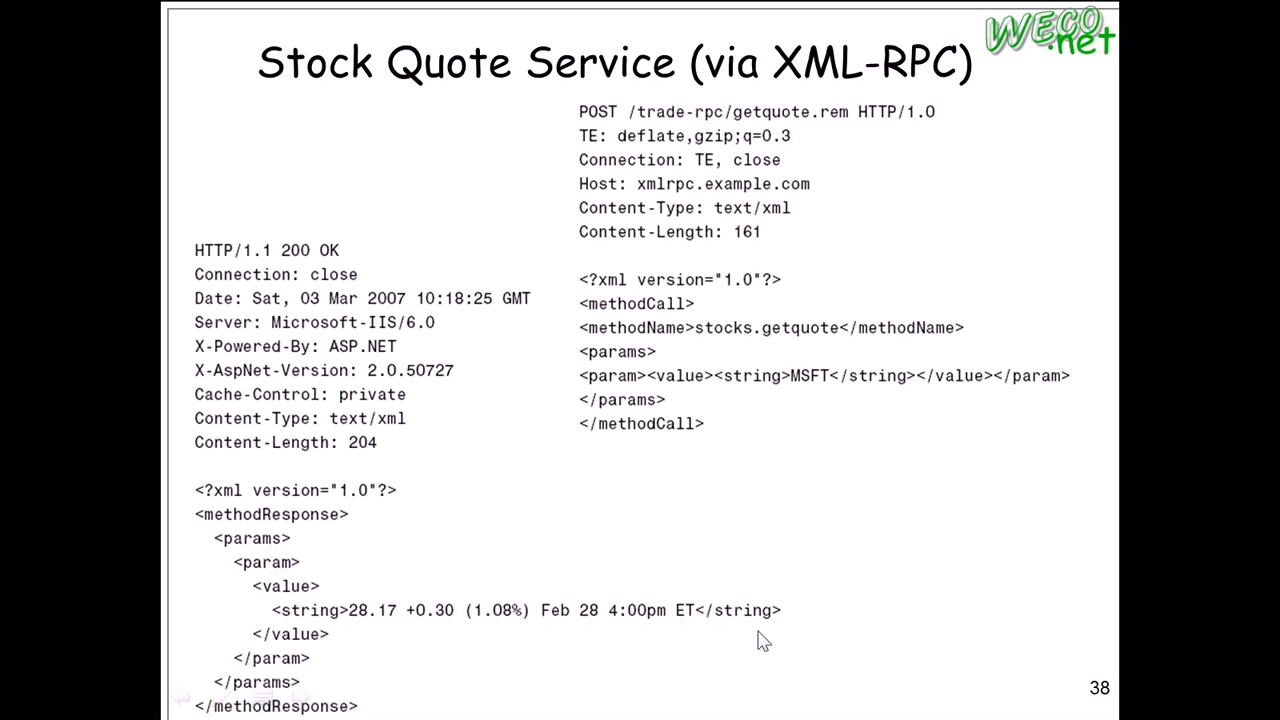 WECO
.net
Stock Quote Service (via XML-RPC)
POST /trade-rpc/getquote.rem HTTP/1.0
TE: deflate,gzip;q=0.3
Connection: TE, close
Host: xmlrpc.example.com
Content-Type: text/xml
Content-Length: 161
<?xml version="1.0"?>
<methodCall>
<methodName>stocks.getquote</methodName>
<params>
<param><value><string>MSFT</string></value></param>
</params>
</methodCall>
HTTP/1.1 200 OK
Connection: close
Date: Sat, 03 Mar 2007 10:18:25 GMT
Server: Microsoft-IIS/6.0
X-Powered-By: ASP.NET
X-AspNet-Version: 2.0.50727
Cache-Control: private
Content-Type: text/xml
Content-Length: 204
<?xml version="1.0"?>
<methodResponse>
<params>
<param>
<value>
<string>28.17 +0.30 (1.08%) Feb 28 4:00pm ET</string>
</value>
</param>
</params>
</methodResponse>
38